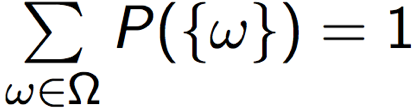 ∑_{ω∈Ω} P({ω}) = 1